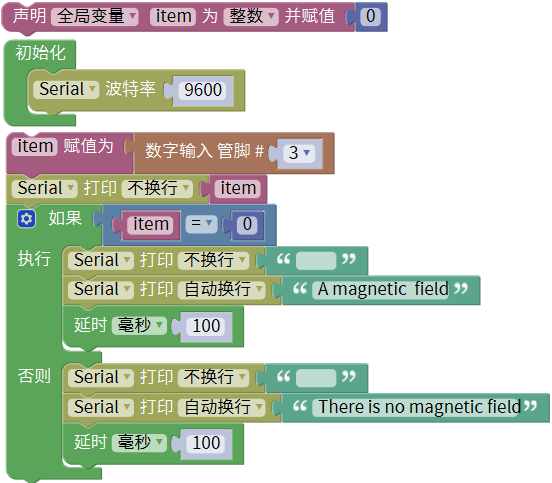 声明 全局变量 item 为 整数 并赋值 0
初始化
Serial 波特率 9600
item 赋值为 数字输入 管脚 # 3
Serial 打印 不换行 item
如果 item = 0
执行 Serial 打印 不换行 “ ”
Serial 打印 自动换行 “ A magnetic field ”
延时 毫秒 100
否则 Serial 打印 不换行 “ ”
Serial 打印 自动换行 “ There is no magnetic field ”
延时 毫秒 100